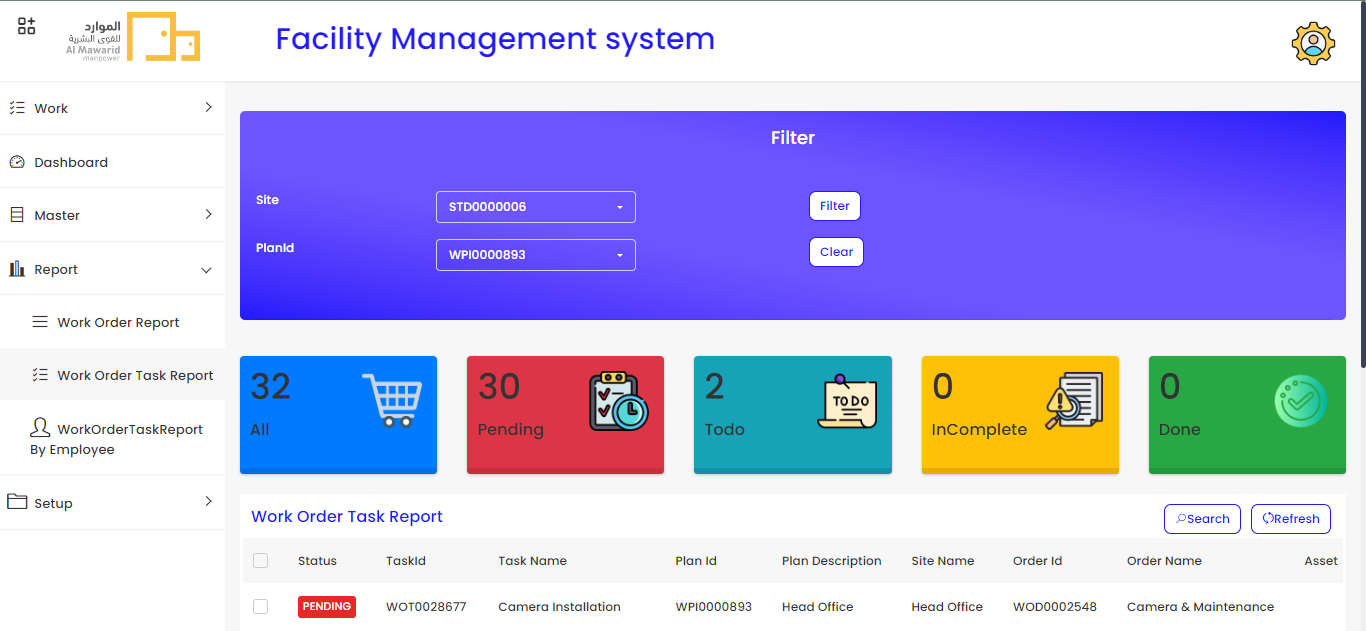 الموارد
للقوى البشرية
Al Mawarid
manpower
Facility Management system
Work
Dashboard
Master
Report
Work Order Report
Work Order Task Report
WorkOrderTaskReport
By Employee
Setup
Filter
Site
STD0000006
Filter
PlanId
WPI0000893
Clear
32
All
30
Pending
2
Todo
TO DO
0
InComplete
0
Done
Work Order Task Report
Search
Refresh
Status TaskId Task Name Plan Id Plan Description Site Name Order Id Order Name Asset
PENDING WOT0028677 Camera Installation WPI0000893 Head Office Head Office WOD0002548 Camera & Maintenance